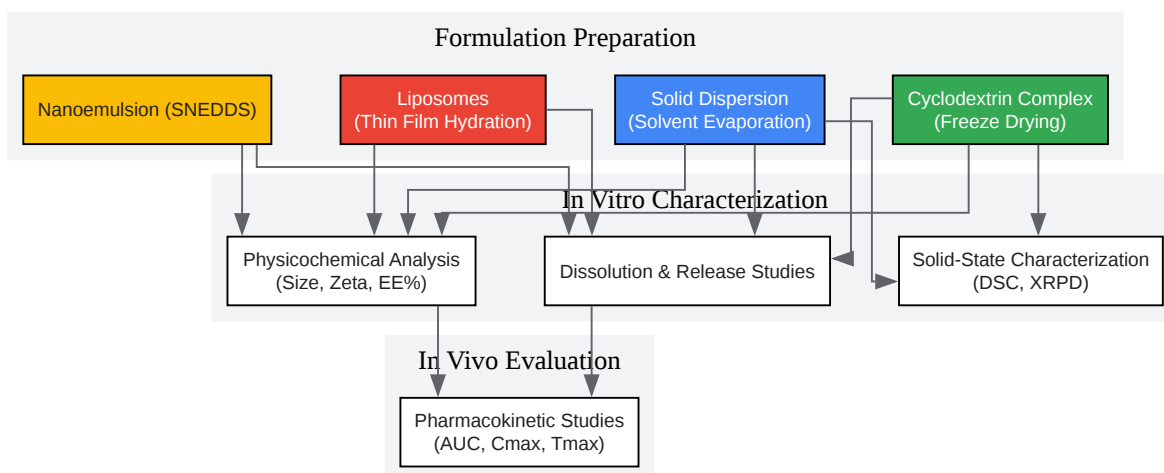 Formulation Preparation
Nanoemulsion (SNEDDS)
Liposomes
(Thin Film Hydration)
Solid Dispersion
(Solvent Evaporation)
Cyclodextrin Complex
(Freeze Drying)
In Vitro Characterization
Physicochemical Analysis
(Size, Zeta, EE%)
Dissolution & Release Studies
Solid-State Characterization
(DSC, XRPD)
In Vivo Evaluation
Pharmacokinetic Studies
(AUC, Cmax, Tmax)